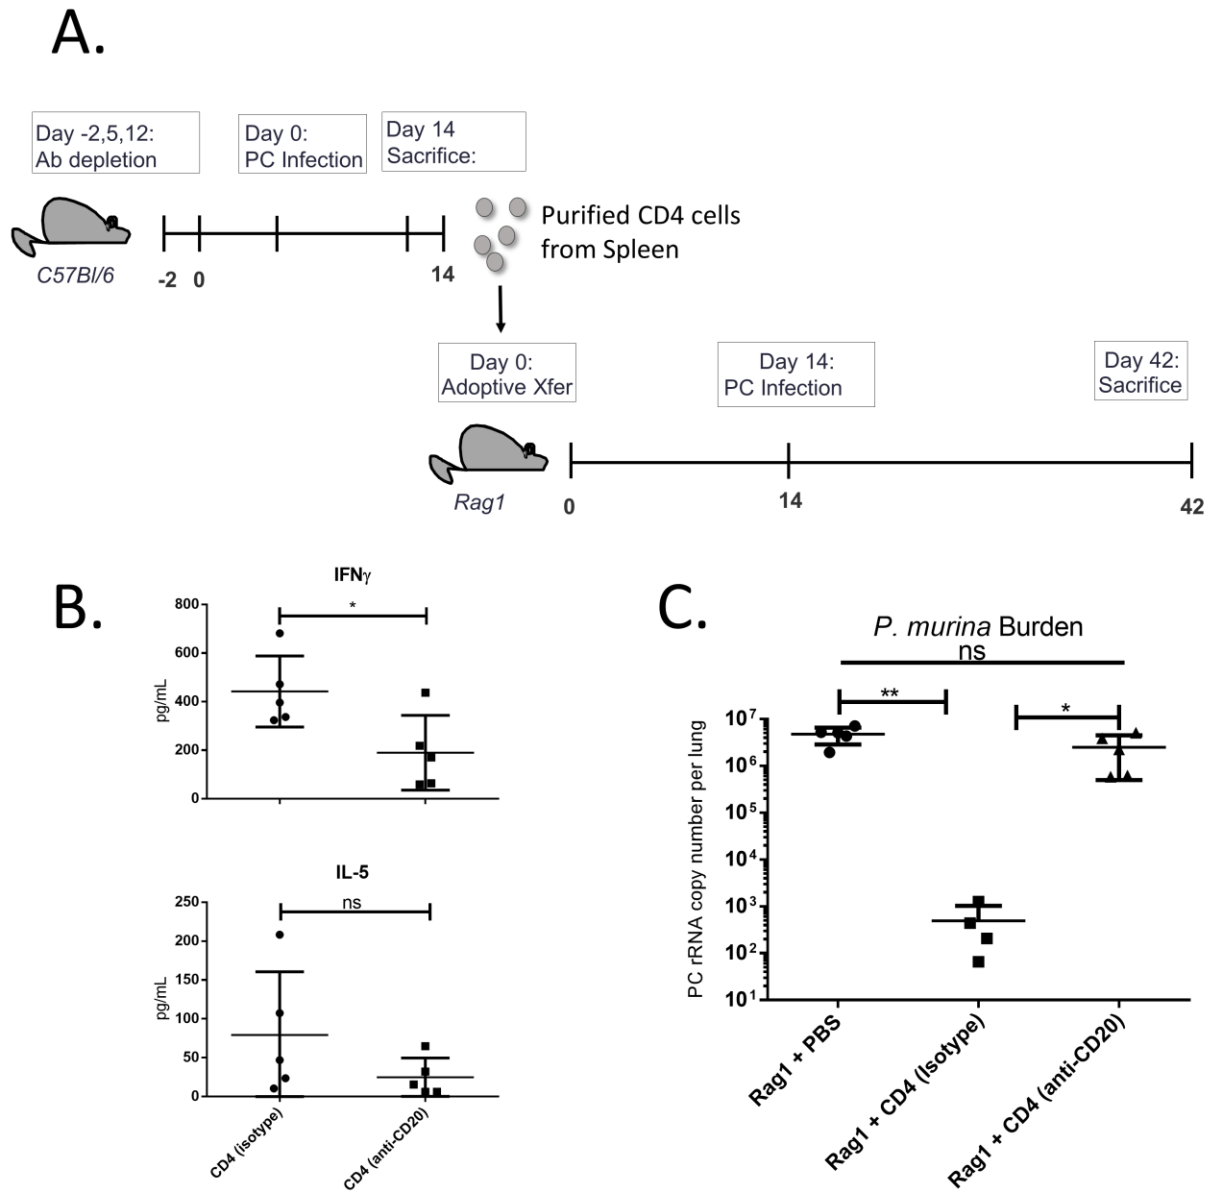 A.
Day -2,5,12:
Ab depletion
Day 0:
PC Infection
Day 14
Sacrifice:
Purified CD4 cells
from Spleen
C57Bl/6
-2 0
14
Day 0:
Adoptive Xfer
Day 14:
PC Infection
Day 42:
Sacrifice
Rag1
0
14
42
B.
IFNγ
*
800
600
400
200
0
pg/mL
IL-5
ns
250
200
150
100
50
0
pg/mL
CD4 (isotype)
CD4 (anti-CD20)
C.
P. murina Burden
ns
**
*
10⁷
10⁶
10⁵
10⁴
10³
10²
10¹
PC rRNA copy number per lung
Rag1 + PBS
Rag1 + CD4 (Isotype)
Rag1 + CD4 (anti-CD20)